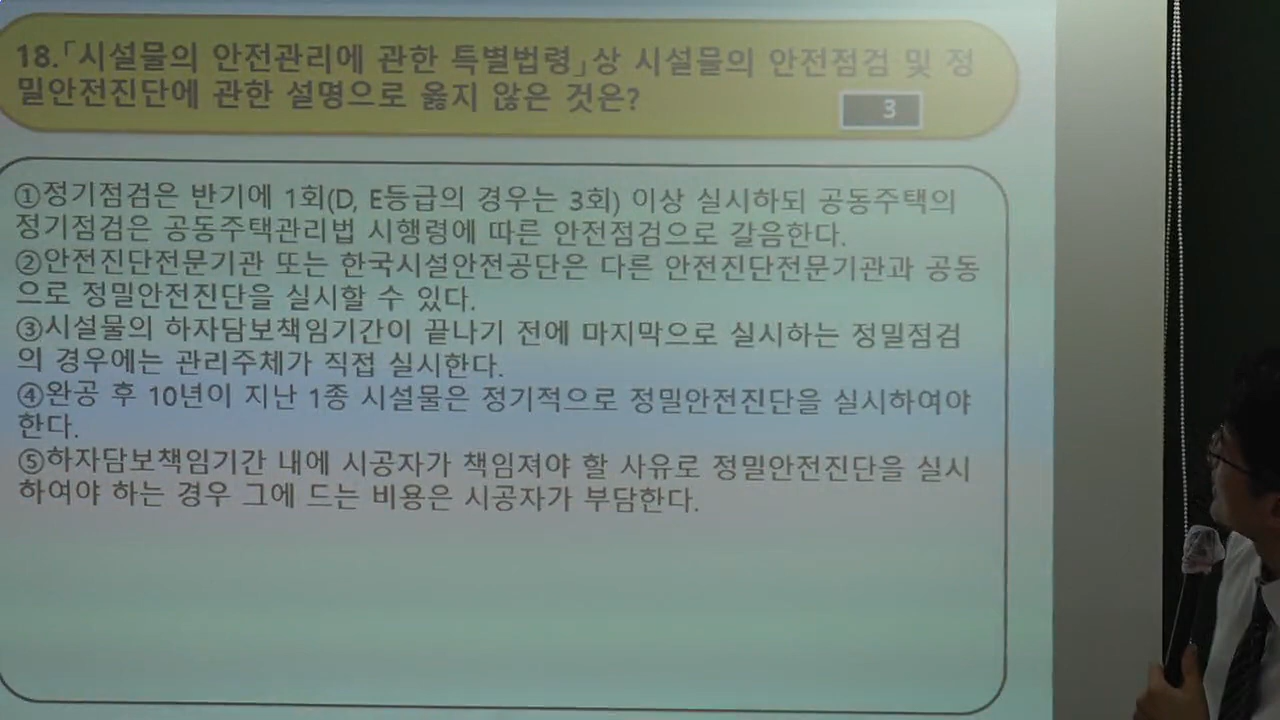 18.「시설물의 안전관리에 관한 특별법령」상 시설물의 안전점검 및 정
밀안전진단에 관한 설명으로 옳지 않은 것은?
3
①정기점검은 반기에 1회(D, E등급의 경우는 3회) 이상 실시하되 공동주택의
정기점검은 공동주택관리법 시행령에 따른 안전점검으로 갈음한다.
②안전진단전문기관 또는 한국시설안전공단은 다른 안전진단전문기관과 공동
으로 정밀안전진단을 실시할 수 있다.
③시설물의 하자담보책임기간이 끝나기 전에 마지막으로 실시하는 정밀점검
의 경우에는 관리주체가 직접 실시한다.
④완공 후 10년이 지난 1종 시설물은 정기적으로 정밀안전진단을 실시하여야
한다.
⑤하자담보책임기간 내에 시공자가 책임져야 할 사유로 정밀안전진단을 실시
하여야 하는 경우 그에 드는 비용은 시공자가 부담한다.